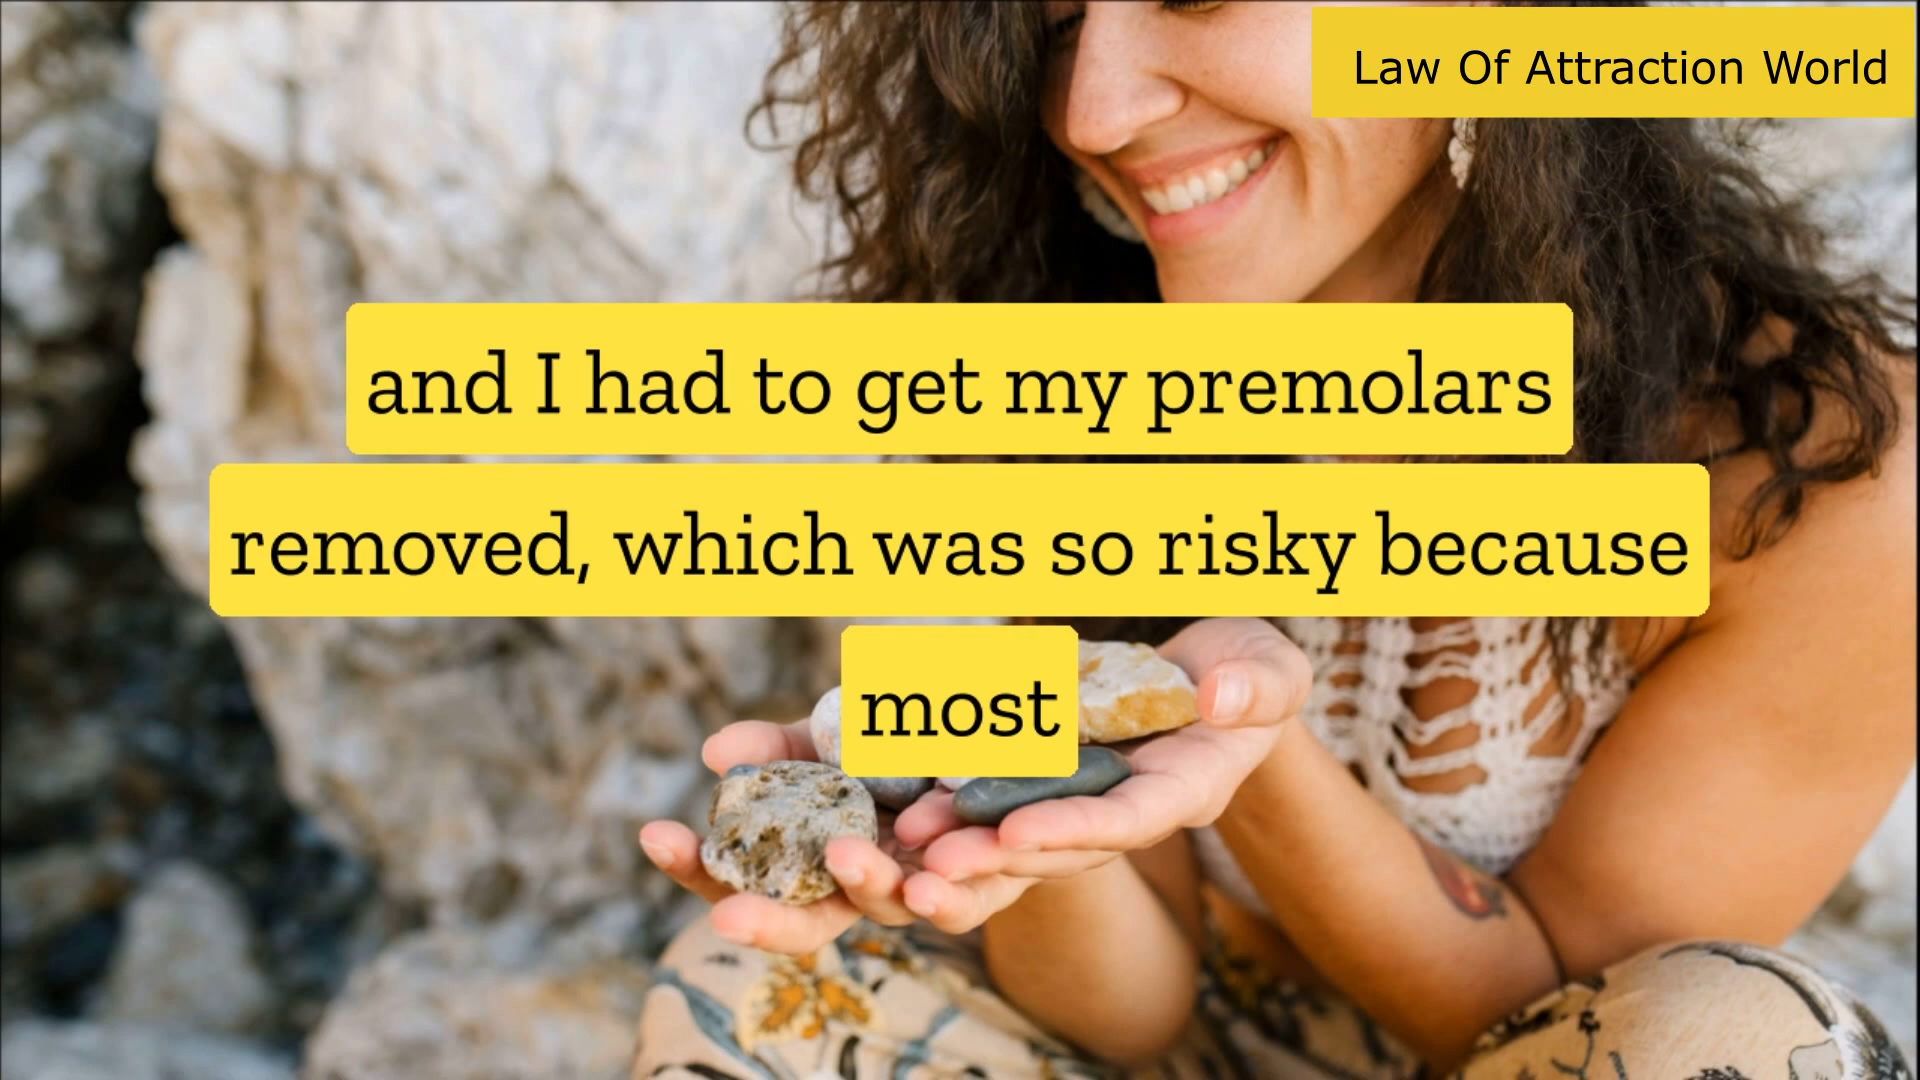 Law Of Attraction World
and I had to get my premolars
removed, which was so risky because
most